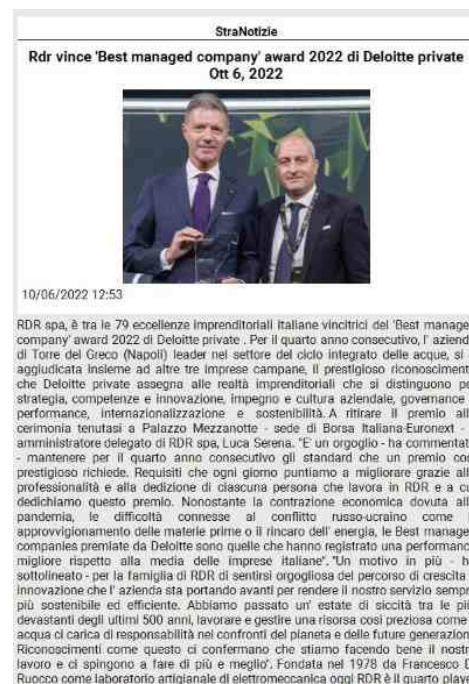 StraNotizie
Rdr vince 'Best managed company' award 2022 di Deloitte private
Ott 6, 2022
10/06/2022 12:53
RDR spa, è tra le 79 eccellenze imprenditoriali italiane vincitrici del 'Best manage
company' award 2022 di Deloitte private . Per il quarto anno consecutivo, l' aziend
di Torre del Greco (Napoli) leader nel settore del ciclo integrato delle acque, si
aggiudicata insieme ad altre tre imprese campane, il prestigioso riconosciment
che Deloitte private assegna alle realtà imprenditoriali che si distinguono pe
strategia, competenze e innovazione, impegno e cultura aziendale, governance
performance, internazionalizzazione e sostenibilità. A ritirare il premio all
cerimonia tenutasi a Palazzo Mezzanotte - sede di Borsa Italiana-Euronext -
amministratore delegato di RDR spa, Luca Serena. "E' un orgoglio - ha commentat
- mantenere per il quarto anno consecutivo gli standard che un premio cos
prestigioso richiede. Requisiti che ogni giorno puntiamo a migliorare grazie all
professionalità e alla dedizione di ciascuna persona che lavora in RDR e a cu
dedichiamo questo premio. Nonostante la contrazione economica dovuta all
pandemia, le difficoltà connesse al conflitto russo-ucraino come
approvvigionamento delle materie prime o il rincaro dell' energia, le Best manage
companies premiate da Deloitte sono quelle che hanno registrato una performanc
migliore rispetto alla media delle imprese italiane". "Un motivo in più - h
sottolineato - per la famiglia di RDR di sentirsi orgogliosa del percorso di crescita
innovazione che l' azienda sta portando avanti per rendere il nostro servizio sempr
più sostenibile ed efficiente. Abbiamo passato un' estate di siccità tra le pi
devastanti degli ultimi 500 anni, lavorare e gestire una risorsa così preziosa come
acqua ci carica di responsabilità nei confronti del pianeta e delle future generazion
Riconoscimenti come questo ci confermano che stiamo facendo bene il nostr
lavoro e ci spingono a fare di più e meglio". Fondata nel 1978 da Francesco D
Ruocco come laboratorio artigianale di elettromeccanica oggi RDR è il quarto playe